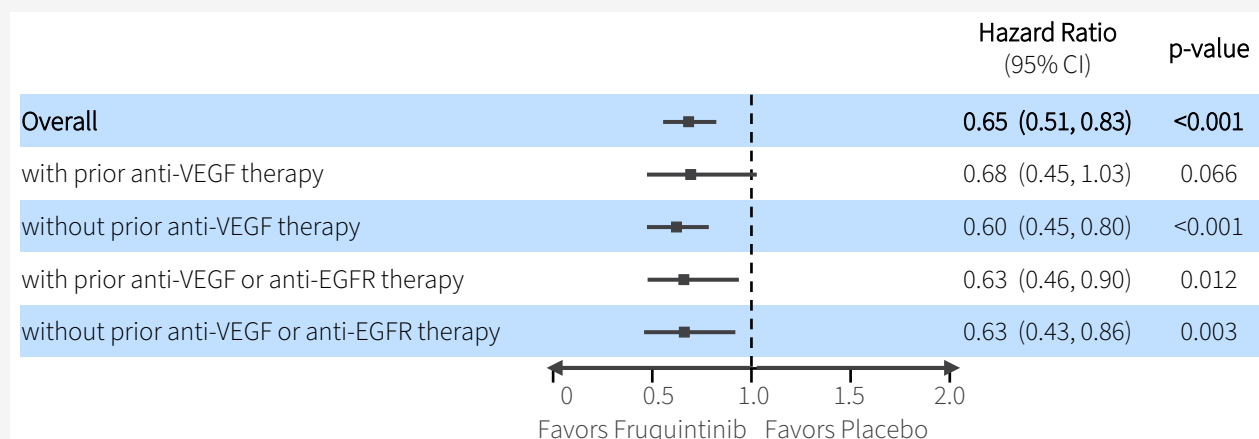 Hazard Ratio
(95% CI)
p-value
Overall 0.65 (0.51, 0.83) <0.001
with prior anti-VEGF therapy 0.68 (0.45, 1.03) 0.066
without prior anti-VEGF therapy 0.60 (0.45, 0.80) <0.001
with prior anti-VEGF or anti-EGFR therapy 0.63 (0.46, 0.90) 0.012
without prior anti-VEGF or anti-EGFR therapy 0.63 (0.43, 0.86) 0.003
0 0.5 1.0 1.5 2.0
Favors Fruquintinib Favors Placebo